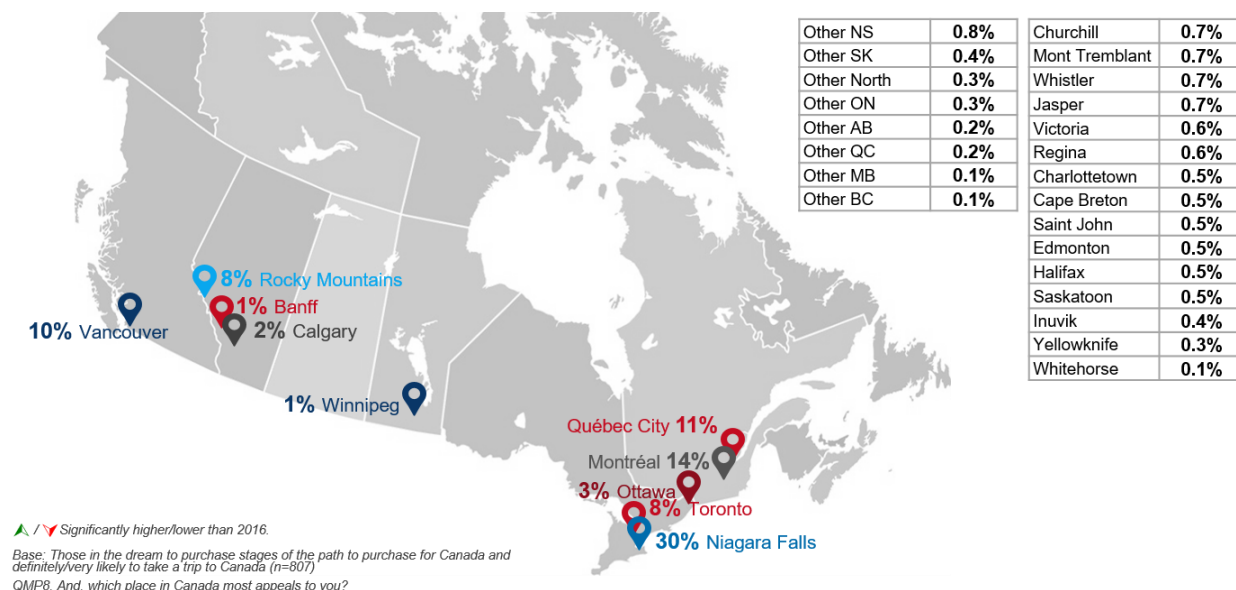 Other NS 0.8%
Other SK 0.4%
Other North 0.3%
Other ON 0.3%
Other AB 0.2%
Other QC 0.2%
Other MB 0.1%
Other BC 0.1%
Churchill 0.7%
Mont Tremblant 0.7%
Whistler 0.7%
Jasper 0.7%
Victoria 0.6%
Regina 0.6%
Charlottetown 0.5%
Cape Breton 0.5%
Saint John 0.5%
Edmonton 0.5%
Halifax 0.5%
Saskatoon 0.5%
Inuvik 0.4%
Yellowknife 0.3%
Whitehorse 0.1%
8% Rocky Mountains
1% Banff
10% Vancouver
2% Calgary
1% Winnipeg
Québec City 11%
Montréal 14%
3% Ottawa
8% Toronto
30% Niagara Falls
/ Significantly higher/lower than 2016.
Base: Those in the dream to purchase stages of the path to purchase for Canada and
definitely/very likely to take a trip to Canada (n=807)
QMP8. And, which place in Canada most appeals to you?